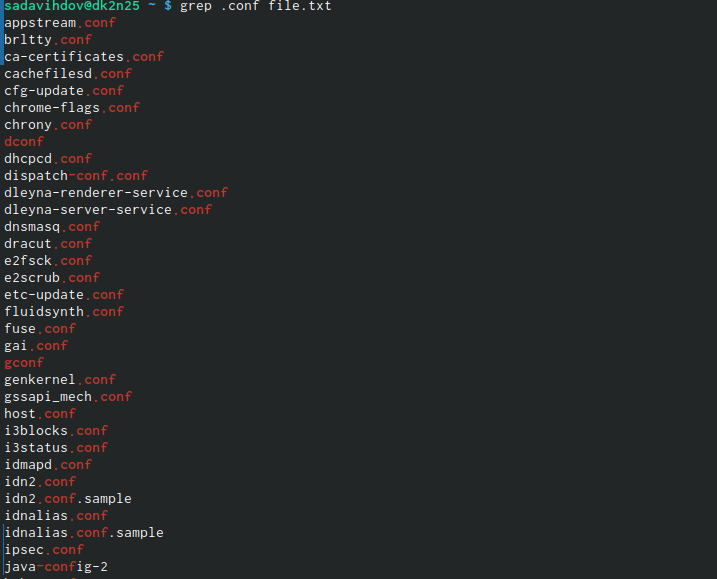 sadavihdov@dk2n25 ~ $ grep .conf file.txt
appstream.conf
brltty.conf
ca-certificates.conf
cachefilesd.conf
cfg-update.conf
chrome-flags.conf
chrony.conf
dconf
dhcpcd.conf
dispatch-conf.conf
dleyna-renderer-service.conf
dleyna-server-service.conf
dnsmasq.conf
dracut.conf
e2fsck.conf
e2scrub.conf
etc-update.conf
fluidsynth.conf
fuse.conf
gai.conf
gconf
genkernel.conf
gssapi_mech.conf
host.conf
i3blocks.conf
i3status.conf
idmapd.conf
idn2.conf
idn2.conf.sample
idnalias.conf
idnalias.conf.sample
ipsec.conf
java-config-2